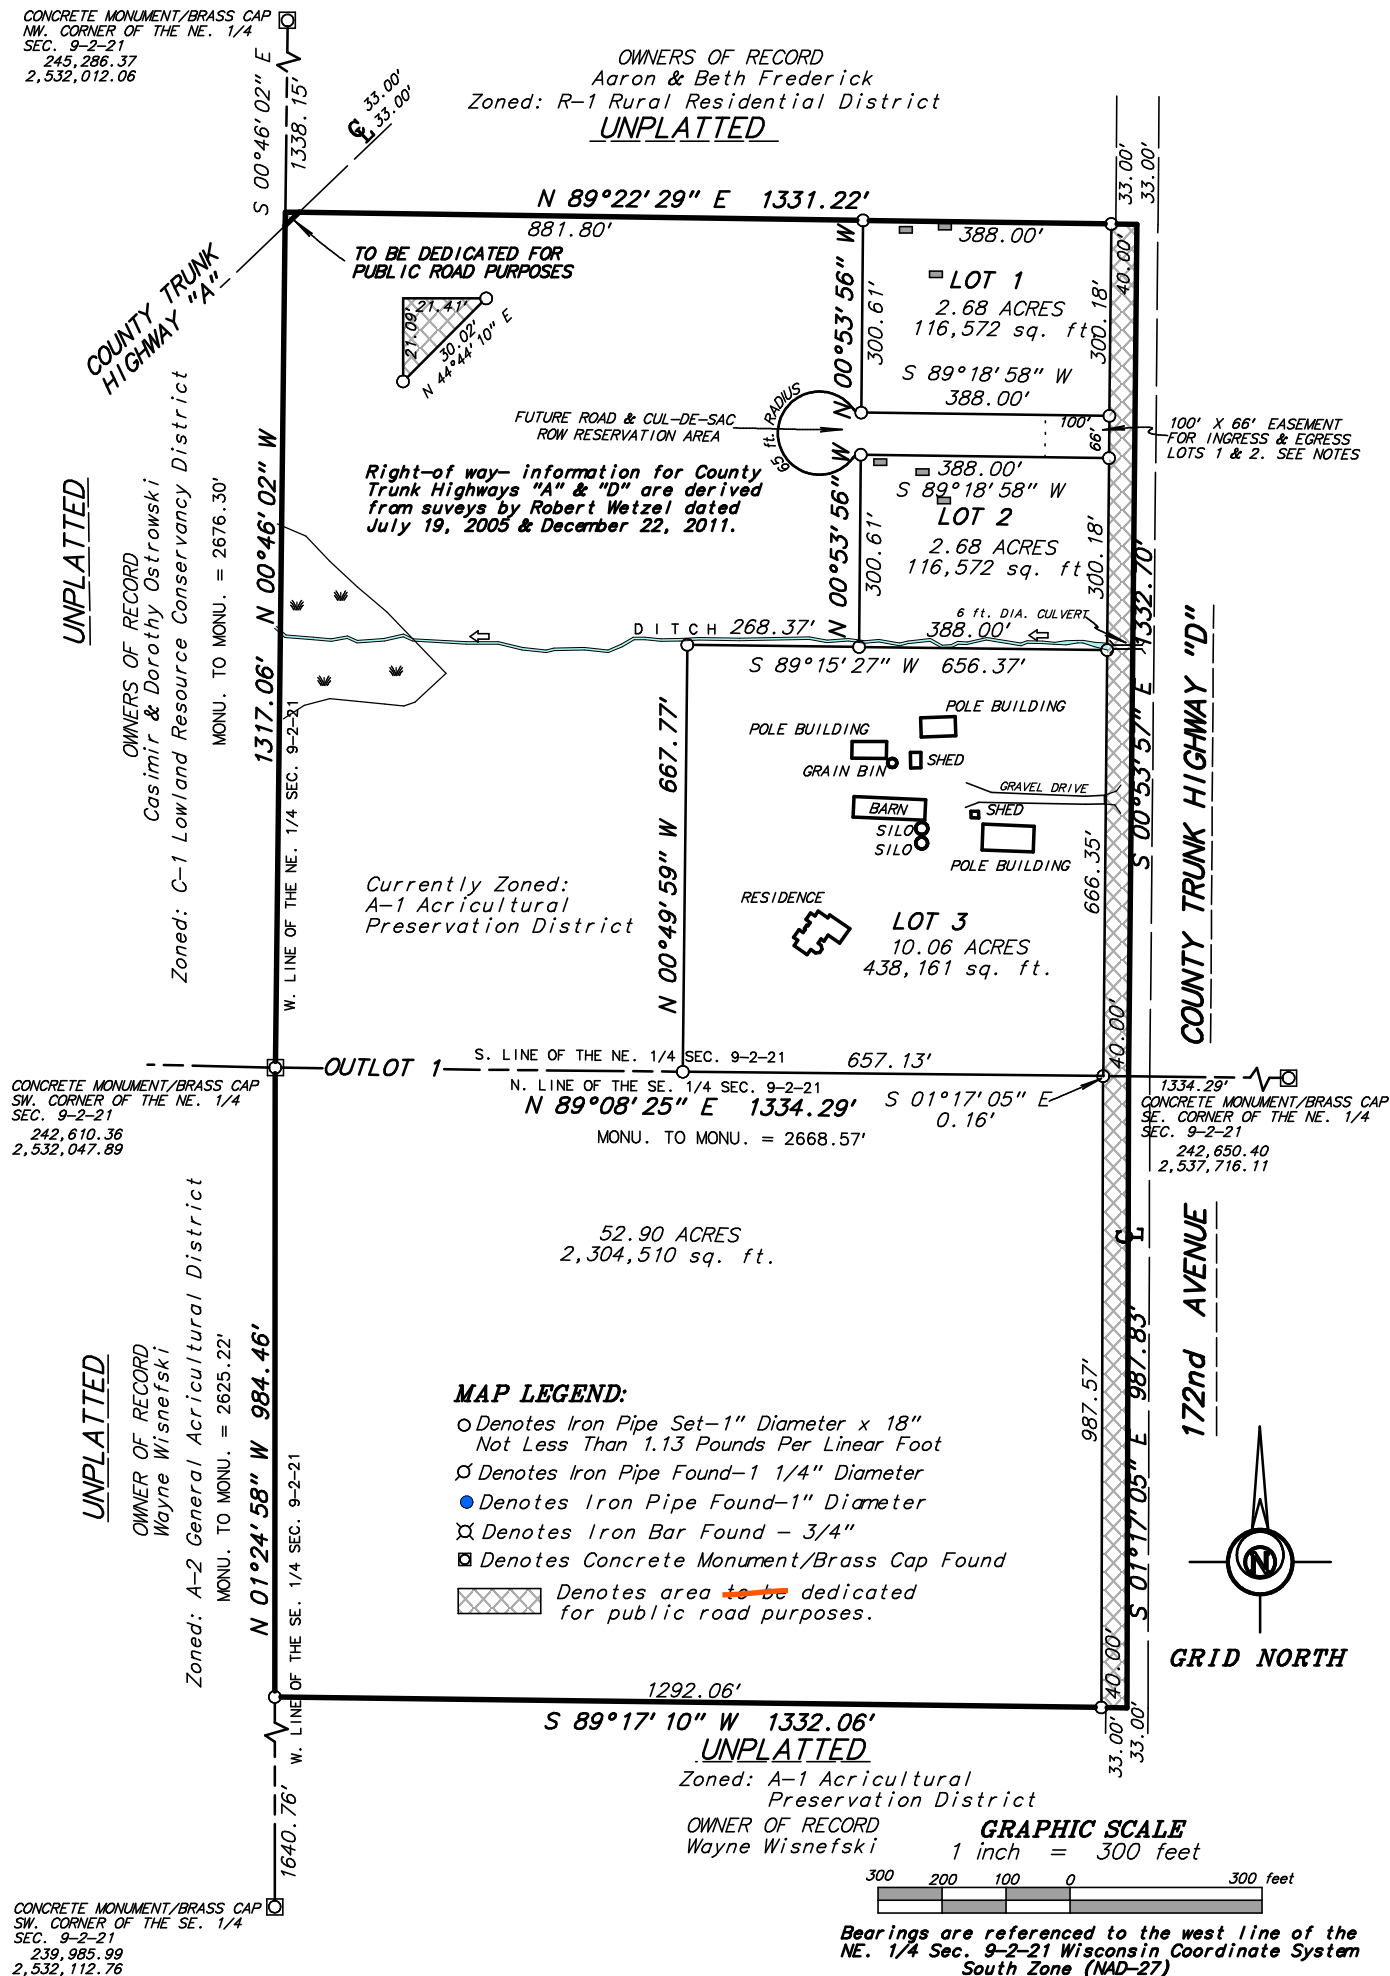 CONCRETE MONUMENT/BRASS CAP
NW. CORNER OF THE NE. 1/4
SEC. 9-2-21
245,286.37
2,532,012.06
S 00°46'02" E
1338.15'
33.00'
33.00'
CL
OWNERS OF RECORD
Aaron & Beth Frederick
Zoned: R-1 Rural Residential District
UNPLATTED
33.00'
33.00'
N 89°22'29" E 1331.22'
881.80'
388.00'
40.00'
TO BE DEDICATED FOR
PUBLIC ROAD PURPOSES
COUNTY TRUNK
HIGHWAY "A"
21.41'
21.09'
30.02'
N 44°44'10" E
N 00°53'56" W
300.61'
LOT 1
2.68 ACRES
116,572 sq. ft.
300.18'
S 89°18'58" W
388.00'
FUTURE ROAD & CUL-DE-SAC
ROW RESERVATION AREA
65 ft. RADIUS
100'
66'
100' X 66' EASEMENT
FOR INGRESS & EGRESS
LOTS 1 & 2. SEE NOTES
Right-of way- information for County
Trunk Highways "A" & "D" are derived
from suveys by Robert Wetzel dated
July 19, 2005 & December 22, 2011.
388.00'
S 89°18'58" W
N 00°53'56" W
300.61'
LOT 2
2.68 ACRES
116,572 sq. ft.
300.18'
6 ft. DIA. CULVERT
UNPLATTED
OWNERS OF RECORD
Casimir & Dorothy Ostrowski
Zoned: C-1 Lowland Resource Conservancy District
MONU. TO MONU. = 2676.30'
1317.06' N 00°46'02" W
W. LINE OF THE NE. 1/4 SEC. 9-2-21
DITCH
268.37'
388.00'
S 89°15'27" W 656.37'
S 00°53'57" E 1332.70'
COUNTY TRUNK HIGHWAY "D"
N 00°49'59" W 667.77'
POLE BUILDING
POLE BUILDING
GRAIN BIN
SHED
GRAVEL DRIVE
BARN
SHED
SILO
SILO
POLE BUILDING
666.35'
RESIDENCE
LOT 3
10.06 ACRES
438,161 sq. ft.
Currently Zoned:
A-1 Acricultural
Preservation District
40.00'
OUTLOT 1
S. LINE OF THE NE. 1/4 SEC. 9-2-21
657.13'
N. LINE OF THE SE. 1/4 SEC. 9-2-21
N 89°08'25" E 1334.29'
MONU. TO MONU. = 2668.57'
S 01°17'05" E
0.16'
CONCRETE MONUMENT/BRASS CAP
SW. CORNER OF THE NE. 1/4
SEC. 9-2-21
242,610.36
2,532,047.89
1334.29'
CONCRETE MONUMENT/BRASS CAP
SE. CORNER OF THE NE. 1/4
SEC. 9-2-21
242,650.40
2,537,716.11
52.90 ACRES
2,304,510 sq. ft.
CL
172nd AVENUE
UNPLATTED
OWNER OF RECORD
Wayne Wisnefski
Zoned: A-2 General Acricultural District
MONU. TO MONU. = 2625.22'
N 01°24'58" W 984.46'
W. LINE OF THE SE. 1/4 SEC. 9-2-21
987.57'
S 01°17'05" E 987.83'
MAP LEGEND:
Denotes Iron Pipe Set-1" Diameter x 18"
Not Less Than 1.13 Pounds Per Linear Foot
Denotes Iron Pipe Found-1 1/4" Diameter
Denotes Iron Pipe Found-1" Diameter
Denotes Iron Bar Found - 3/4"
Denotes Concrete Monument/Brass Cap Found
Denotes area to be dedicated
for public road purposes.
N
GRID NORTH
1292.06'
40.00'
S 89°17'10" W 1332.06'
33.00'
33.00'
UNPLATTED
Zoned: A-1 Acricultural
Preservation District
OWNER OF RECORD
Wayne Wisnefski
1640.76'
GRAPHIC SCALE
1 inch = 300 feet
300 200 100 0 300 feet
CONCRETE MONUMENT/BRASS CAP
SW. CORNER OF THE SE. 1/4
SEC. 9-2-21
239,985.99
2,532,112.76
Bearings are referenced to the west line of the
NE. 1/4 Sec. 9-2-21 Wisconsin Coordinate System
South Zone (NAD-27)